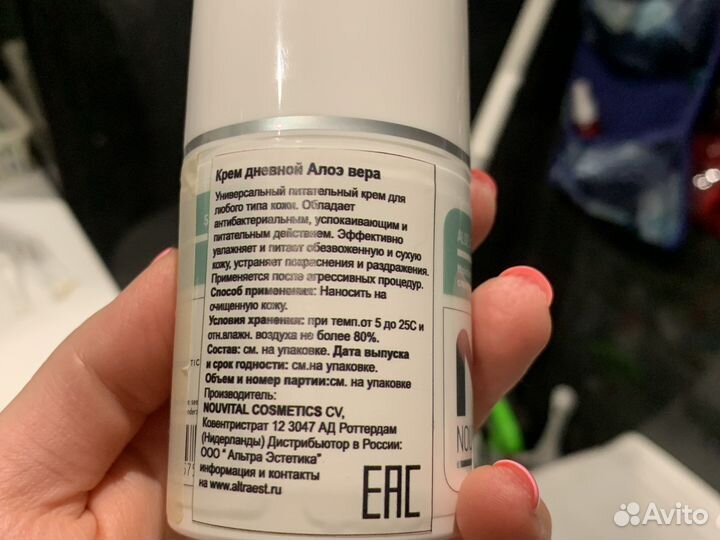 Крем дневной Алоэ вера
Универсальный питательный крем для
любого типа кожи. Обладает
антибактериальным, успокаивающим и
питательным действием. Эффективно
увлажняет и питает обезвоженную и сухую
кожу, устраняет покраснения и раздражения.
Применяется после агрессивных процедур.
Способ применения: Наносить на
очищенную кожу.
Условия хранения: при темп.от 5 до 25С и
отн.влажн. воздуха не более 80%.
Состав: см. на упаковке. Дата выпуска
и срок годности: см.на упаковке.
Объем и номер партии:см. на упаковке
Производитель:
NOUVITAL COSMETICS CV,
Ковентристрат 12 3047 АД Роттердам
(Нидерланды) Дистрибьютор в России:
ООО "Альтра Эстетика"
информация и контакты
на www.altraest.ru
EAC
Avito